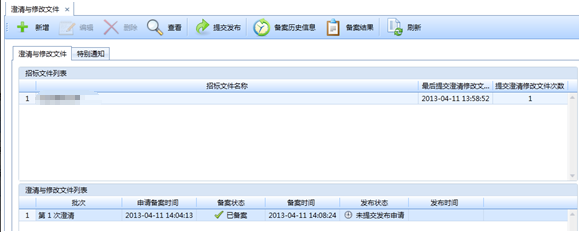 澄清与修改文件 ×
新增 编辑 删除 查看 提交发布 备案历史信息 备案结果 刷新
澄清与修改文件 特别通知
招标文件列表
招标文件名称 最后提交澄清修改文... 提交澄清修改文件次数
1 2013-04-11 13:58:52 1
澄清与修改文件列表
批次 申请备案时间 备案状态 备案时间 发布状态 发布时间
1 第 1 次澄清 2013-04-11 14:04:13 已备案 2013-04-11 14:08:24 未提交发布申请